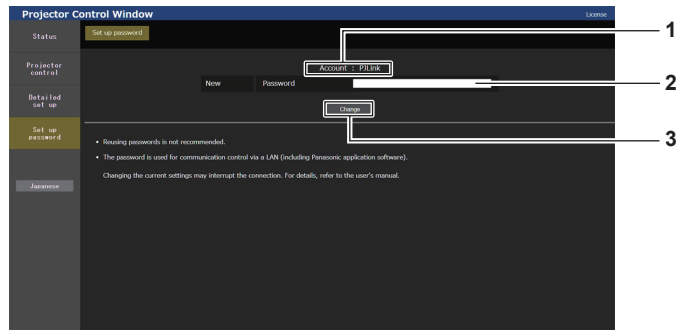 Projector Control Window
License
Status
Set up password
1
Projector
control
Account : PJLink
New Password
2
Detailed
set up
Change
3
Set up
password
• Reusing passwords is not recommended.
• The password is used for communication control via a LAN (including Panasonic application software).
Changing the current settings may interrupt the connection. For details, refer to the user's manual.
Japanese